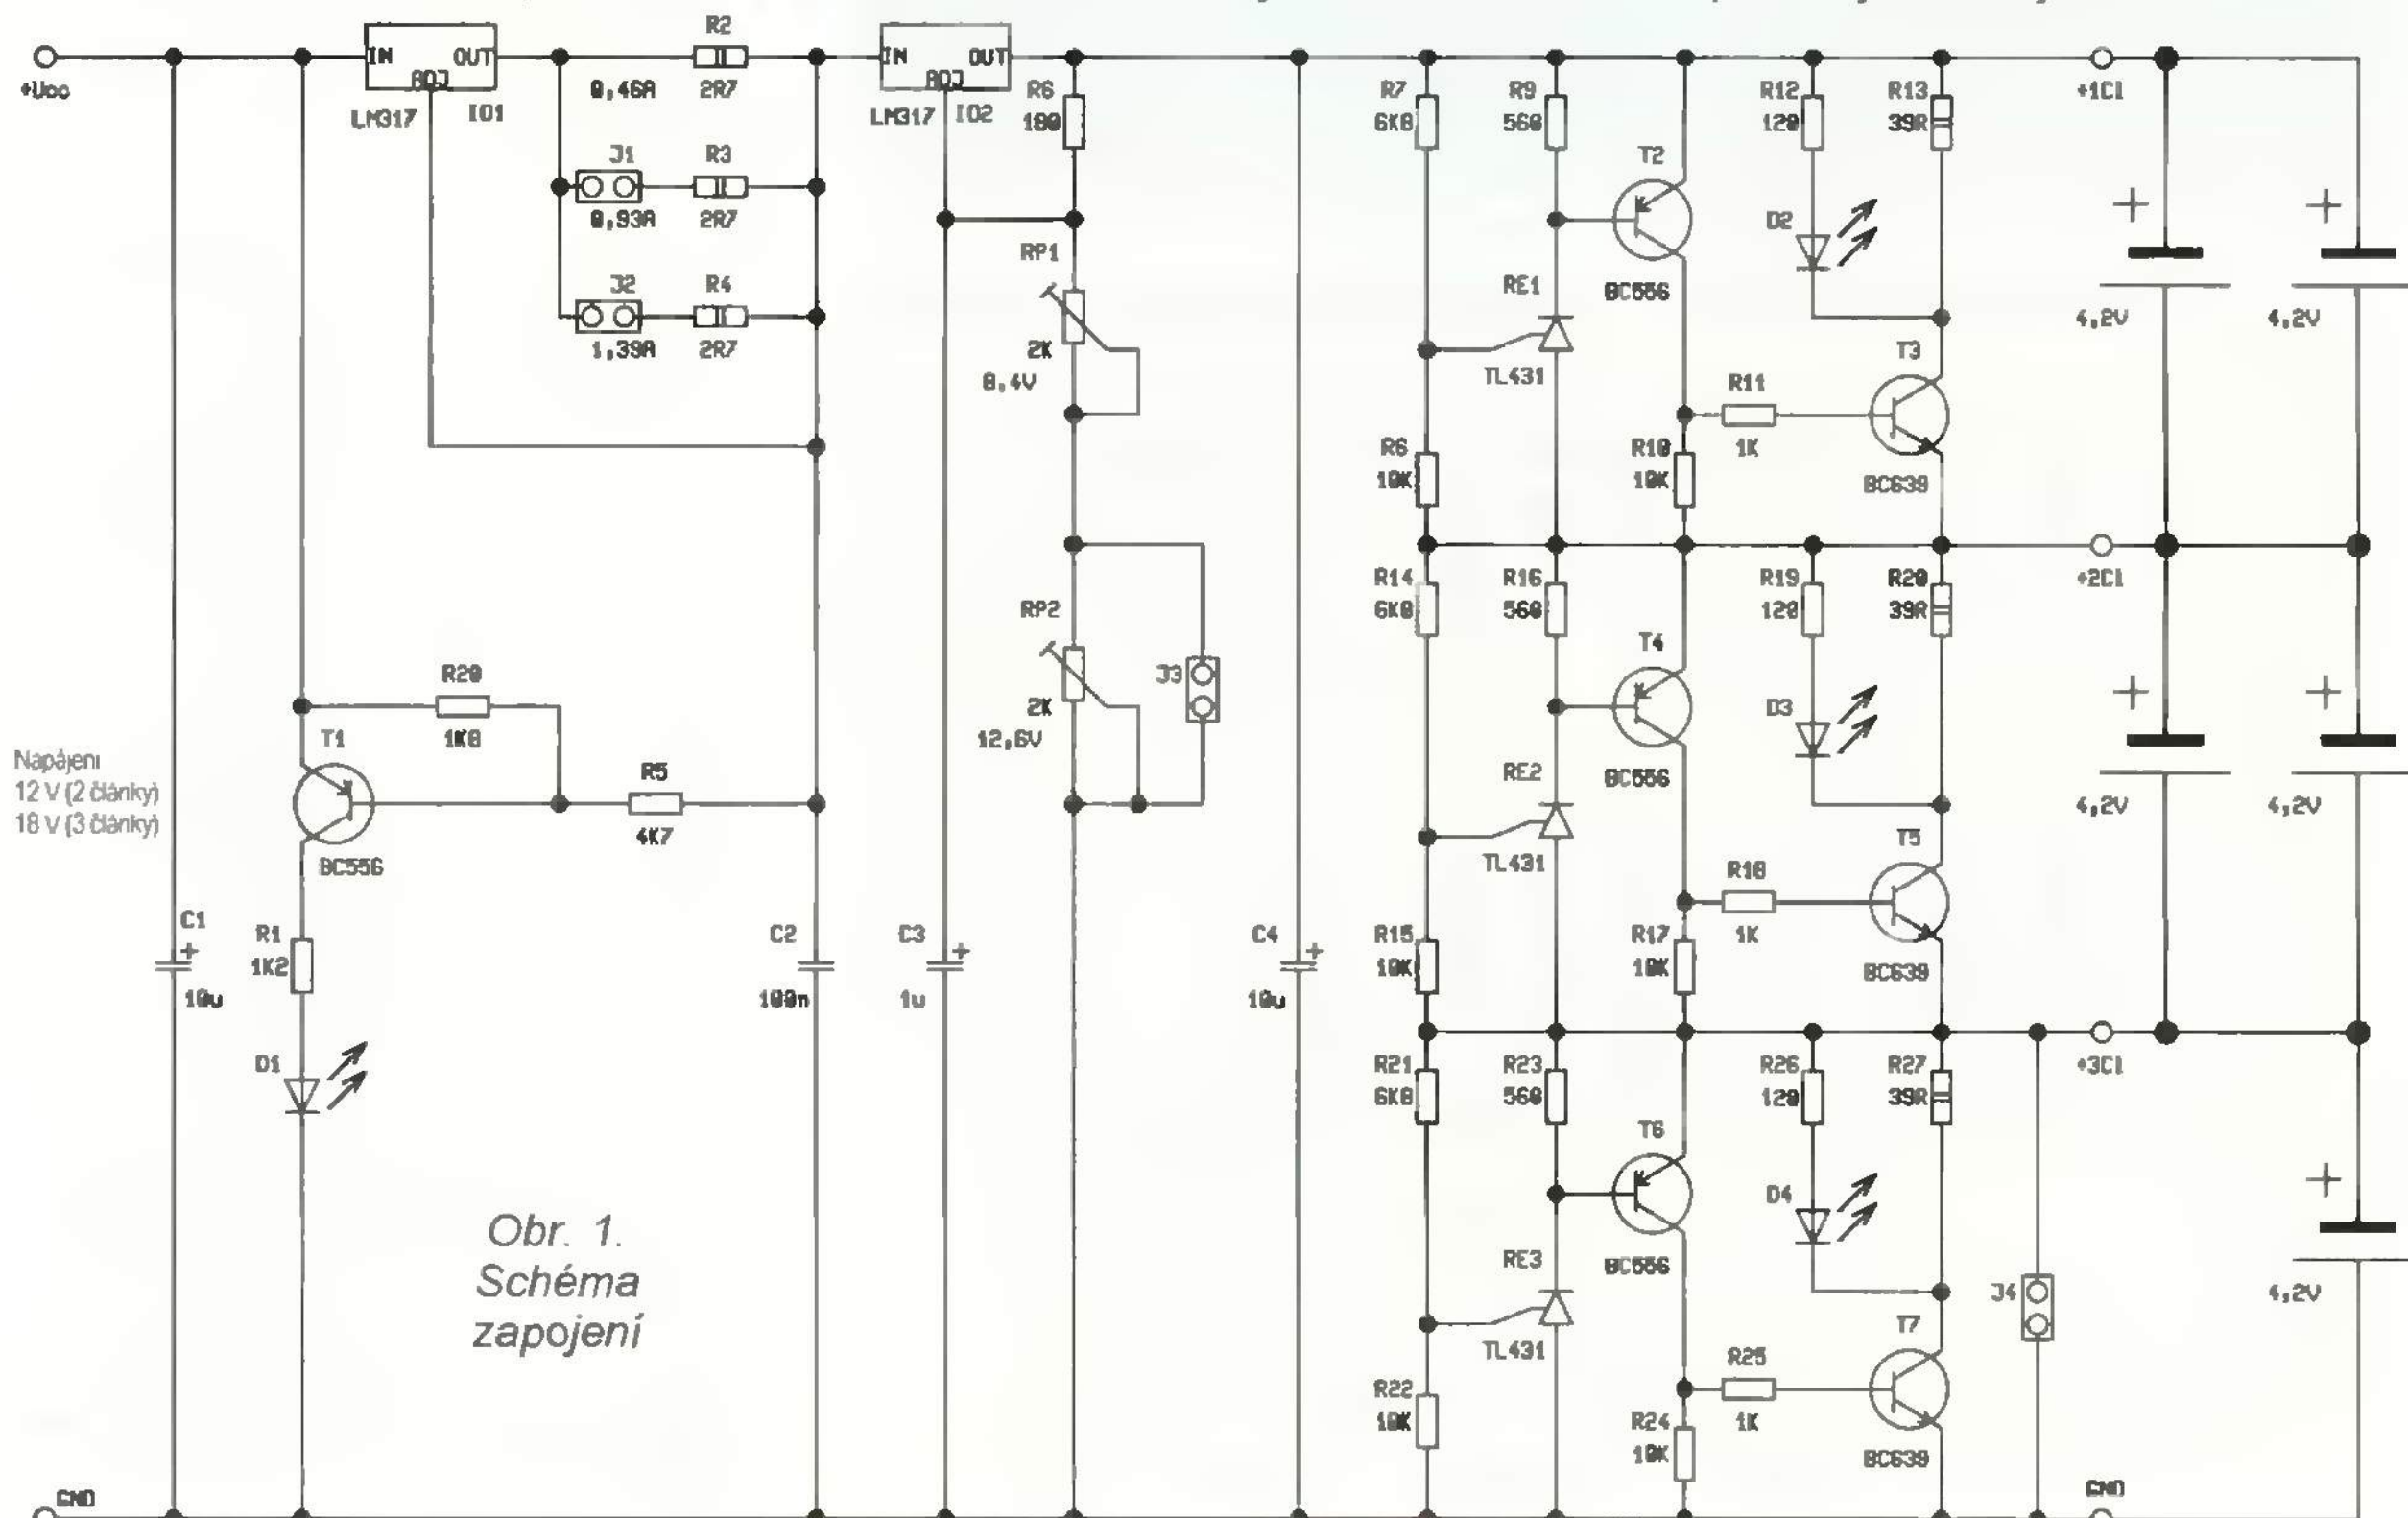 +Ucc
IN
OUT
ADJ
LM317
IO1
R2
0,46A
2R7
J1
R3
0,93A
2R7
J2
R4
1,39A
2R7
IN
OUT
ADJ
LM317
IO2
R6
180
RP1
2K
8,4V
RP2
2K
12,6V
J3
R7
6K8
R9
560
T2
BC556
RE1
TL431
R6
10K
R10
10K
R11
1K
R12
120
R13
39R
D2
T3
BC639
+1Cl
4,2V
4,2V
R14
6K8
R16
560
T4
BC556
RE2
TL431
R15
10K
R17
10K
R18
1K
R19
120
R20
39R
D3
T5
BC639
+2Cl
4,2V
4,2V
R21
6K8
R23
560
T6
BC556
RE3
TL431
R22
10K
R24
10K
R25
1K
R26
120
R27
39R
D4
T7
BC639
J4
+3Cl
4,2V
Napájení
12 V (2 články)
18 V (3 články)
R20
1K8
T1
BC556
R5
4K7
C1
+
10u
R1
1K2
D1
C2
100n
C3
+
1u
C4
+
10u
Obr. 1.
Schéma
zapojení
GND
GND